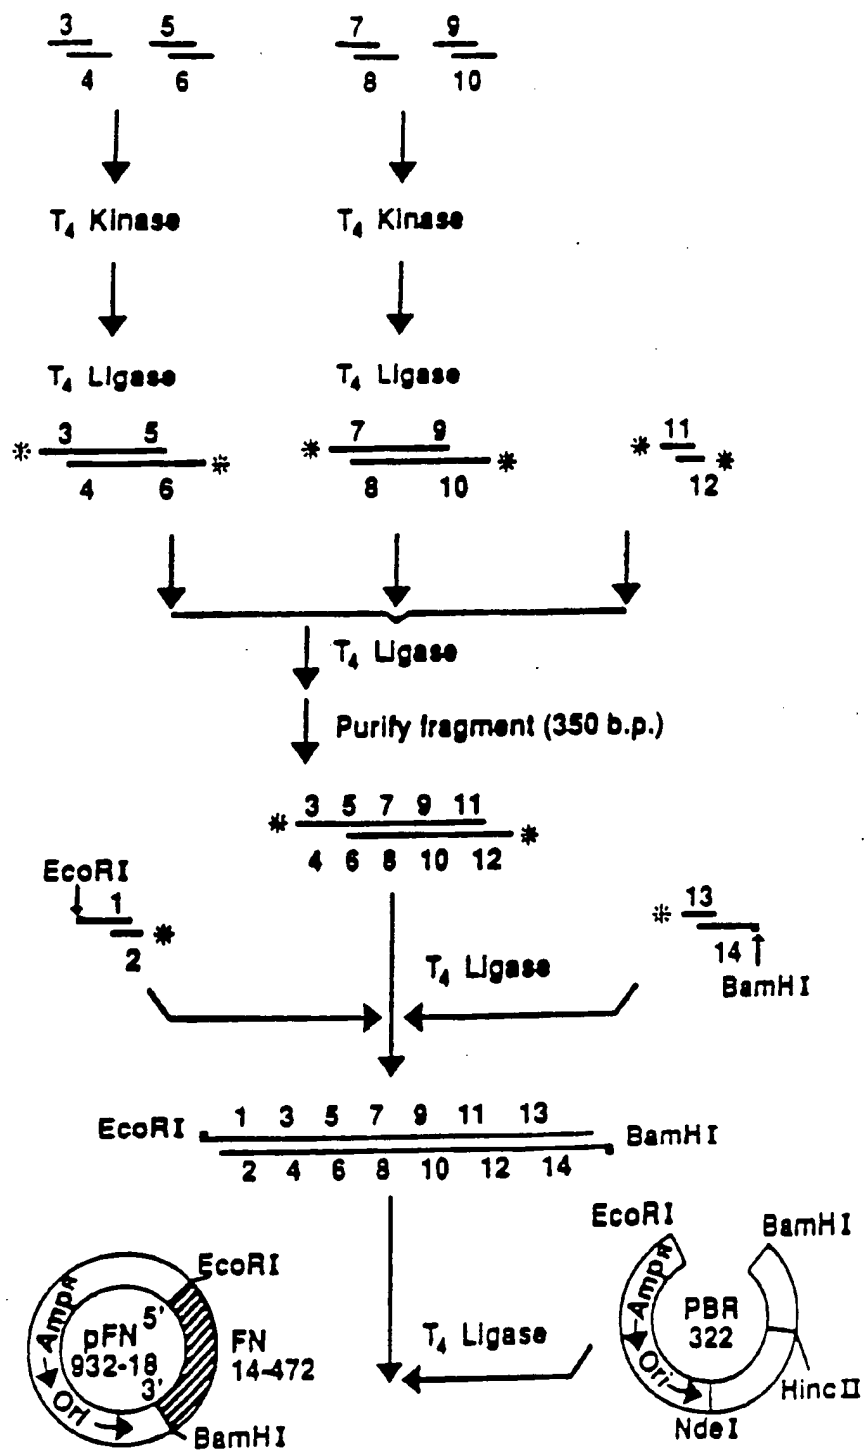 3 5 7 9
4 6 8 10
T4 Kinase T4 Kinase
T4 Ligase T4 Ligase
* 3 5 * 7 9 * 11
4 6 * 8 10 * 12 *
T4 Ligase
Purify fragment (350 b.p.)
* 3 5 7 9 11
4 6 8 10 12 *
EcoRI
1
2 *
* 13
14
BamHI
T4 Ligase
1 3 5 7 9 11 13
EcoRI BamHI
2 4 6 8 10 12 14
EcoRI
AmpR
5'
pFN
932-18
3'
Ori
FN
14-472
BamHI
T4 Ligase
EcoRI BamHI
AmpR
PBR
322
Ori
HincII
NdeI